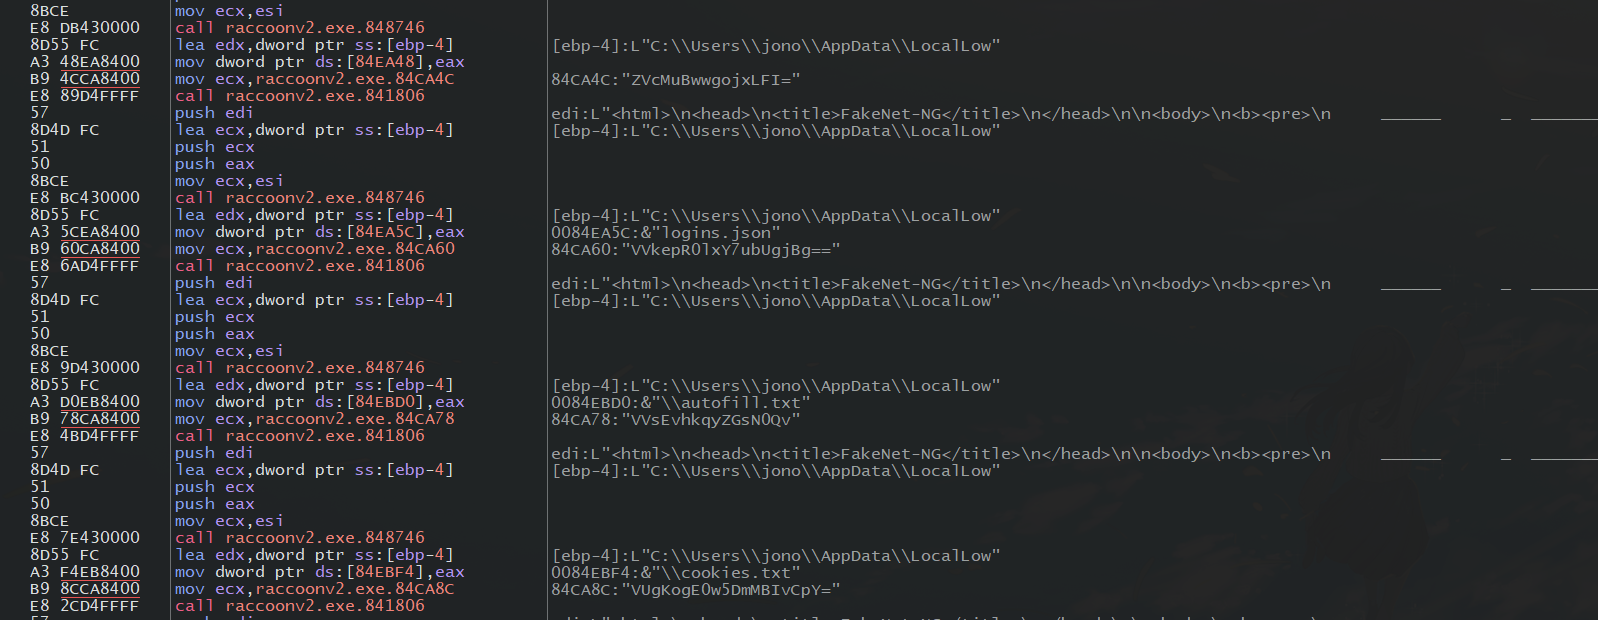 8BCE mov ecx,esi
E8 DB430000 call raccoonv2.exe.848746
8D55 FC lea edx,dword ptr ss:[ebp-4] [ebp-4]:L"C:\\Users\\jono\\AppData\\LocalLow"
A3 48EA8400 mov dword ptr ds:[84EA48],eax
B9 4CCA8400 mov ecx,raccoonv2.exe.84CA4C 84CA4C:"ZVcMuBwwgojxLFI="
E8 89D4FFFF call raccoonv2.exe.841806
57 push edi edi:L"<html>\n<head>\n<title>FakeNet-NG</title>\n</head>\n\n<body>\n<b><pre>\n ______ _ _______
8D4D FC lea ecx,dword ptr ss:[ebp-4] [ebp-4]:L"C:\\Users\\jono\\AppData\\LocalLow"
51 push ecx
50 push eax
8BCE mov ecx,esi
E8 BC430000 call raccoonv2.exe.848746
8D55 FC lea edx,dword ptr ss:[ebp-4] [ebp-4]:L"C:\\Users\\jono\\AppData\\LocalLow"
A3 5CEA8400 mov dword ptr ds:[84EA5C],eax 0084EA5C:&"logins.json"
B9 60CA8400 mov ecx,raccoonv2.exe.84CA60 84CA60:"VVkepR0lxY7ubUgjBg=="
E8 6AD4FFFF call raccoonv2.exe.841806
57 push edi edi:L"<html>\n<head>\n<title>FakeNet-NG</title>\n</head>\n\n<body>\n<b><pre>\n ______ _ _______
8D4D FC lea ecx,dword ptr ss:[ebp-4] [ebp-4]:L"C:\\Users\\jono\\AppData\\LocalLow"
51 push ecx
50 push eax
8BCE mov ecx,esi
E8 9D430000 call raccoonv2.exe.848746
8D55 FC lea edx,dword ptr ss:[ebp-4] [ebp-4]:L"C:\\Users\\jono\\AppData\\LocalLow"
A3 D0EB8400 mov dword ptr ds:[84EBD0],eax 0084EBD0:&"\\autofill.txt"
B9 78CA8400 mov ecx,raccoonv2.exe.84CA78 84CA78:"VVsEvhkqyZGsN0Qv"
E8 4BD4FFFF call raccoonv2.exe.841806
57 push edi edi:L"<html>\n<head>\n<title>FakeNet-NG</title>\n</head>\n\n<body>\n<b><pre>\n ______ _ _______
8D4D FC lea ecx,dword ptr ss:[ebp-4] [ebp-4]:L"C:\\Users\\jono\\AppData\\LocalLow"
51 push ecx
50 push eax
8BCE mov ecx,esi
E8 7E430000 call raccoonv2.exe.848746
8D55 FC lea edx,dword ptr ss:[ebp-4] [ebp-4]:L"C:\\Users\\jono\\AppData\\LocalLow"
A3 F4EB8400 mov dword ptr ds:[84EBF4],eax 0084EBF4:&"\\cookies.txt"
B9 8CCA8400 mov ecx,raccoonv2.exe.84CA8C 84CA8C:"VUgKogE0w5DmMBIvCpY="
E8 2CD4FFFF call raccoonv2.exe.841806